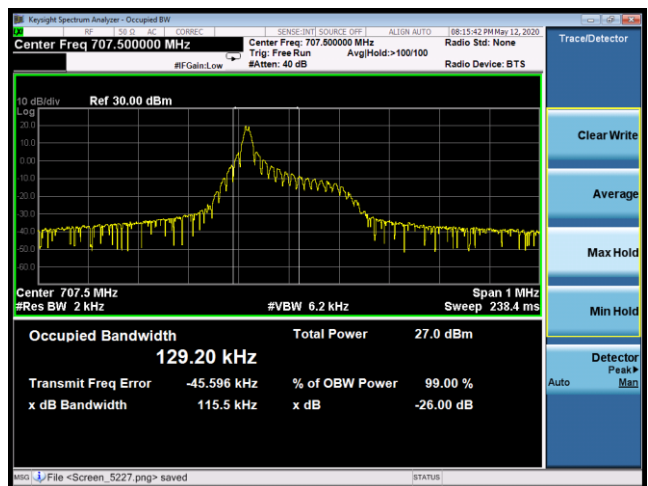 Keysight Spectrum Analyzer - Occupied BW
RF 50 Ω AC CORREC SENSE:INT SOURCE OFF ALIGN AUTO 08:15:42 PM May 12, 2020
Center Freq 707.500000 MHz
Center Freq: 707.500000 MHz
Radio Std: None
Trig: Free Run Avg|Hold:>100/100
#IFGain:Low
#Atten: 40 dB
Radio Device: BTS
Trace/Detector
10 dB/div Ref 30.00 dBm
Log
20.0
10.0
0.00
-10.0
-20.0
-30.0
-40.0
-50.0
-60.0
Center 707.5 MHz
Span 1 MHz
#Res BW 2 kHz
#VBW 6.2 kHz
Sweep 238.4 ms
Occupied Bandwidth
Total Power 27.0 dBm
129.20 kHz
Transmit Freq Error -45.596 kHz
% of OBW Power 99.00 %
x dB Bandwidth 115.5 kHz
x dB -26.00 dB
Clear Write
Average
Max Hold
Min Hold
Detector
Peak▶
Auto Man
MSG File <Screen_5227.png> saved
STATUS